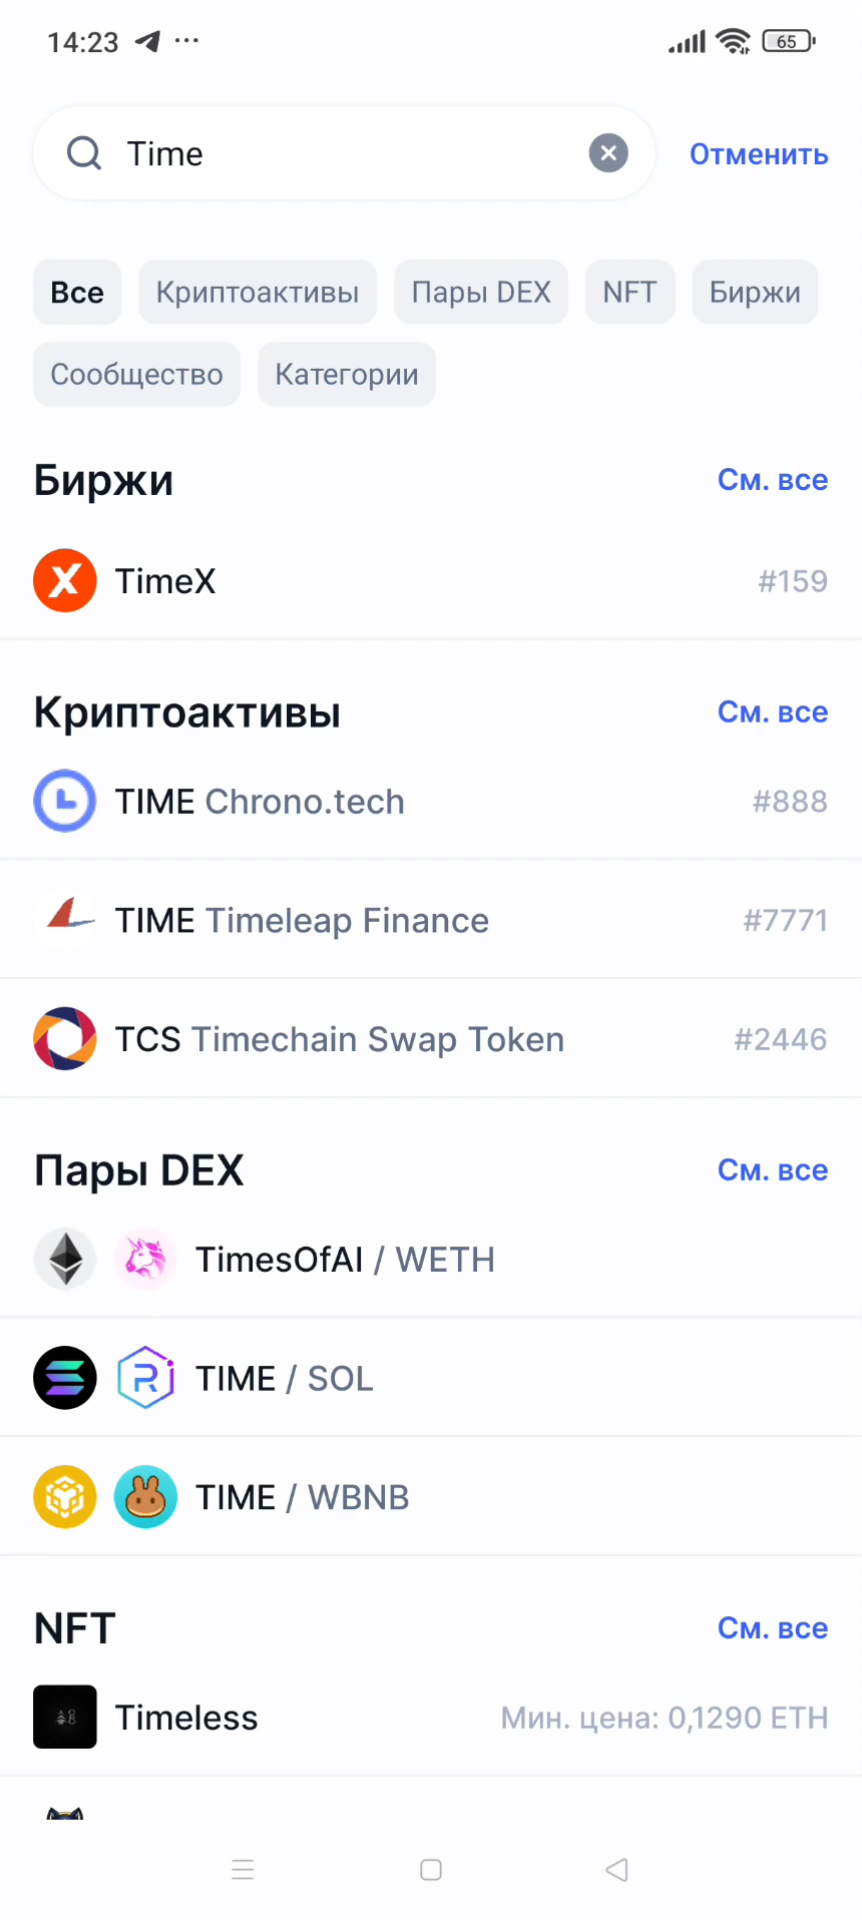 14:23
65
Time
Отменить
Все
Криптоактивы
Пары DEX
NFT
Биржи
Сообщество
Категории
Биржи
См. все
TimeX
#159
Криптоактивы
См. все
TIME Chrono.tech
#888
TIME Timeleap Finance
#7771
TCS Timechain Swap Token
#2446
Пары DEX
См. все
TimesOfAI / WETH
TIME / SOL
TIME / WBNB
NFT
См. все
Timeless
Мин. цена: 0,1290 ETH